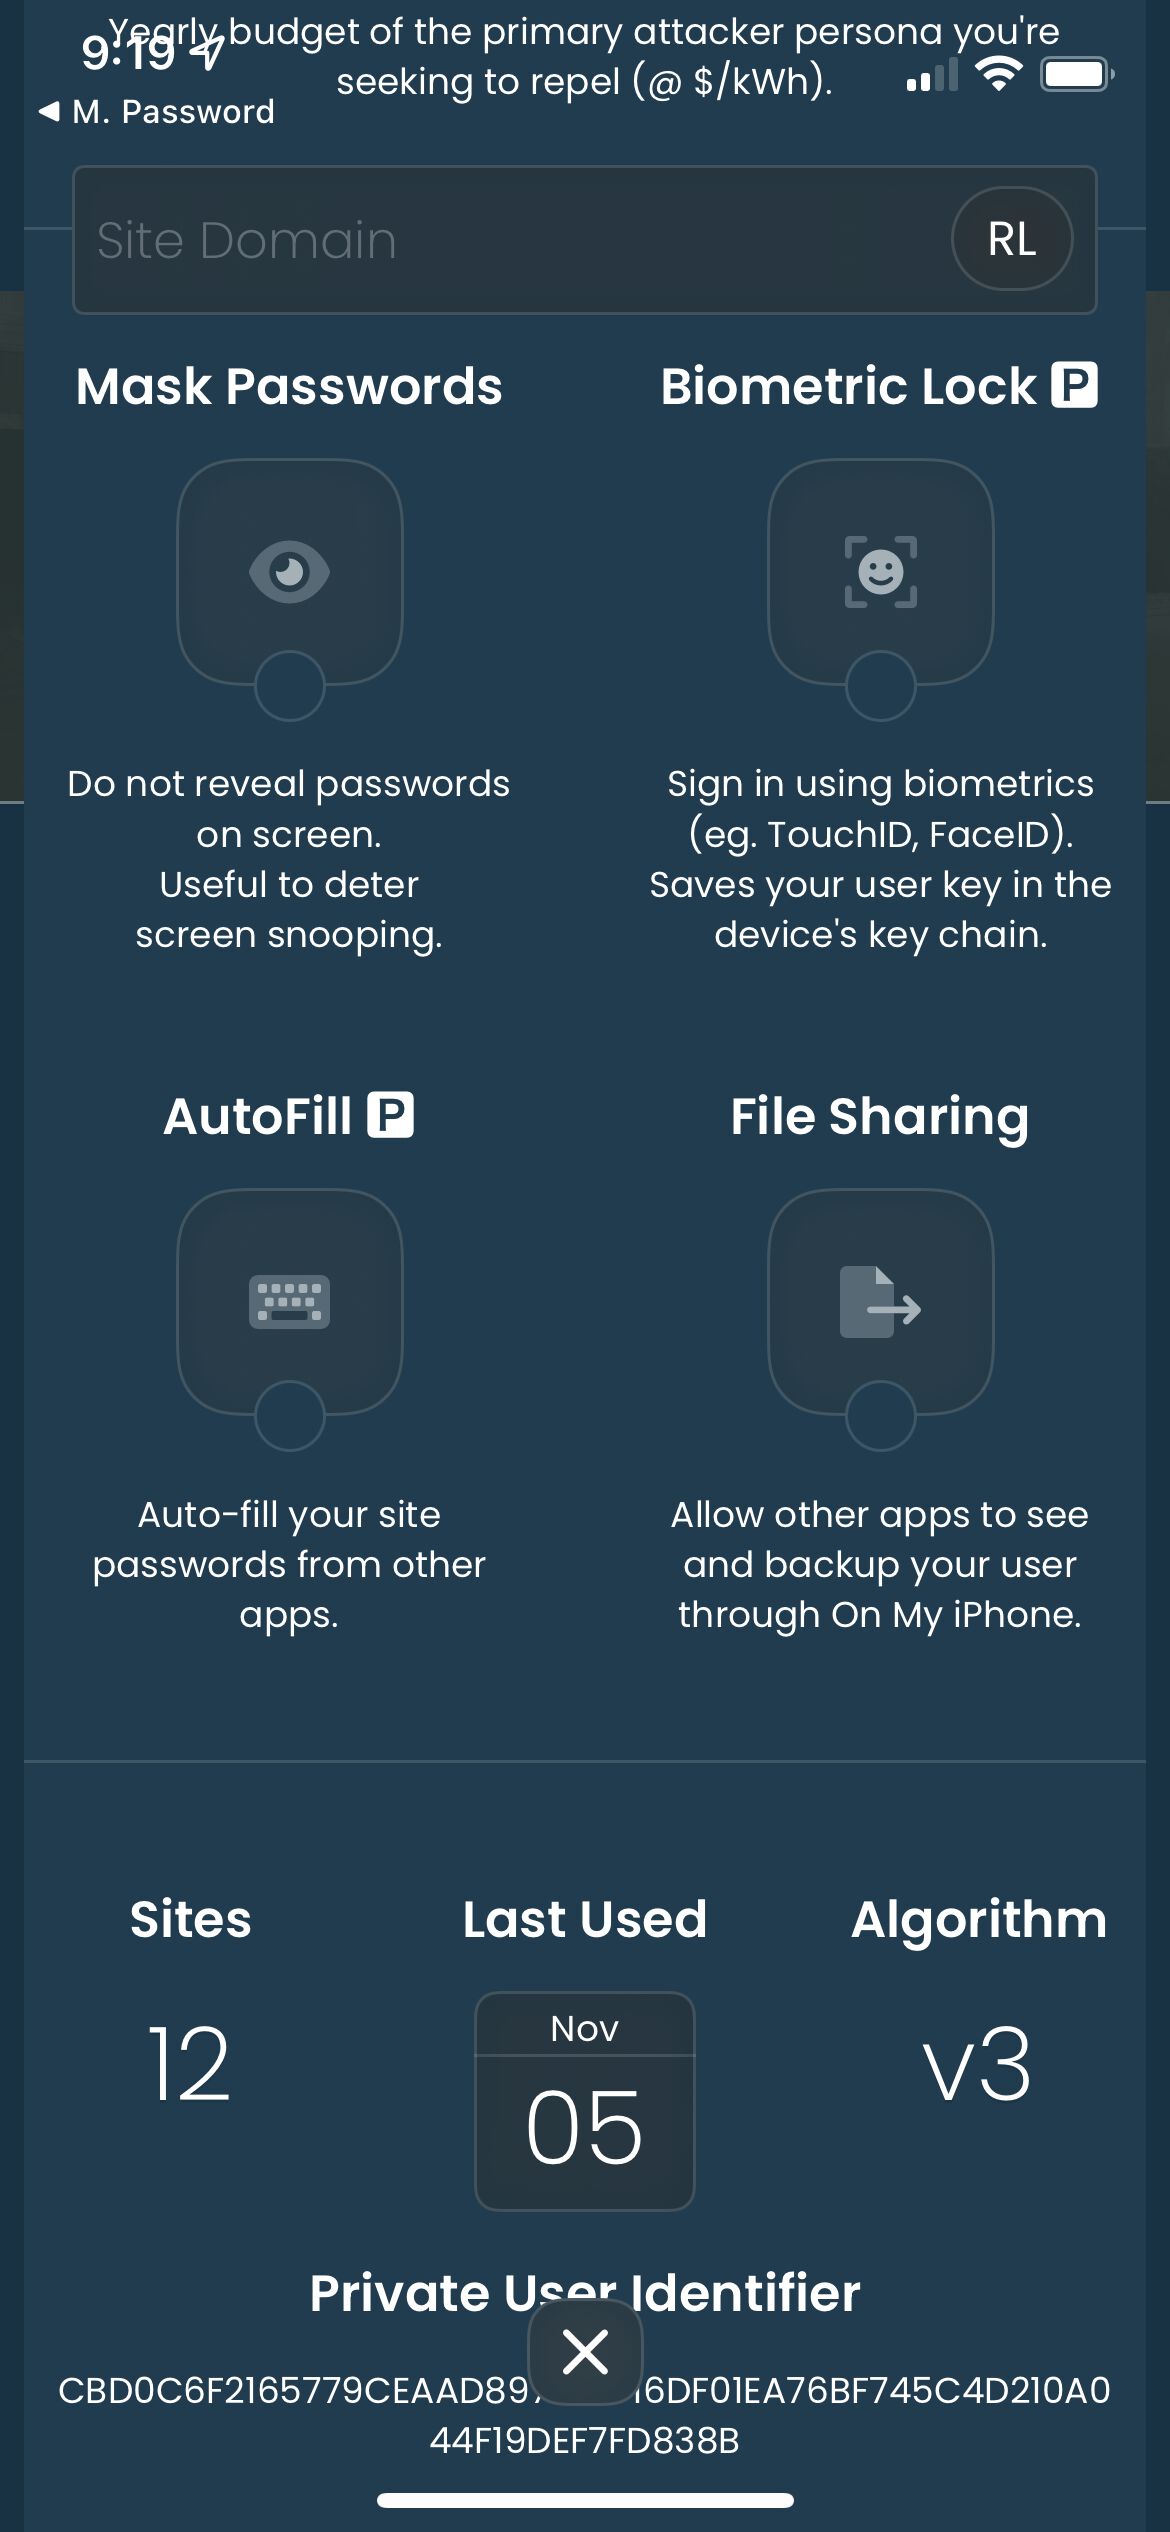 Yearly budget of the primary attacker persona you're
9:19
seeking to repel (@ $/kWh).
M. Password
Site Domain
RL
Mask Passwords
Biometric Lock P
Do not reveal passwords
on screen.
Useful to deter
screen snooping.
Sign in using biometrics
(eg. TouchID, FaceID).
Saves your user key in the
device's key chain.
AutoFill P
File Sharing
Auto-fill your site
passwords from other
apps.
Allow other apps to see
and backup your user
through On My iPhone.
Sites
Last Used
Algorithm
12
Nov
05
v3
Private User Identifier
CBD0C6F2165779CEAAD89 16DF01EA76BF745C4D210A0
44F19DEF7FD838B